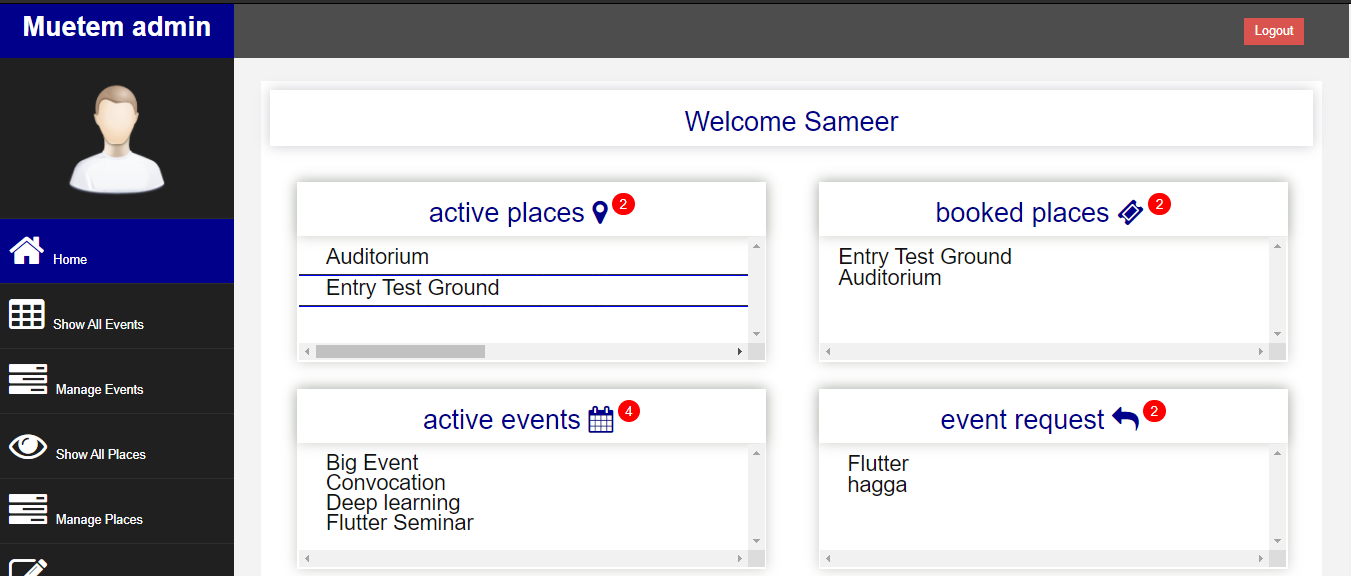 Muetem admin
Logout
Home
Show All Events
Manage Events
Show All Places
Manage Places
Welcome Sameer
active places 2
Auditorium
Entry Test Ground
booked places 2
Entry Test Ground
Auditorium
active events 4
Big Event
Convocation
Deep learning
Flutter Seminar
event request 2
Flutter
hagga